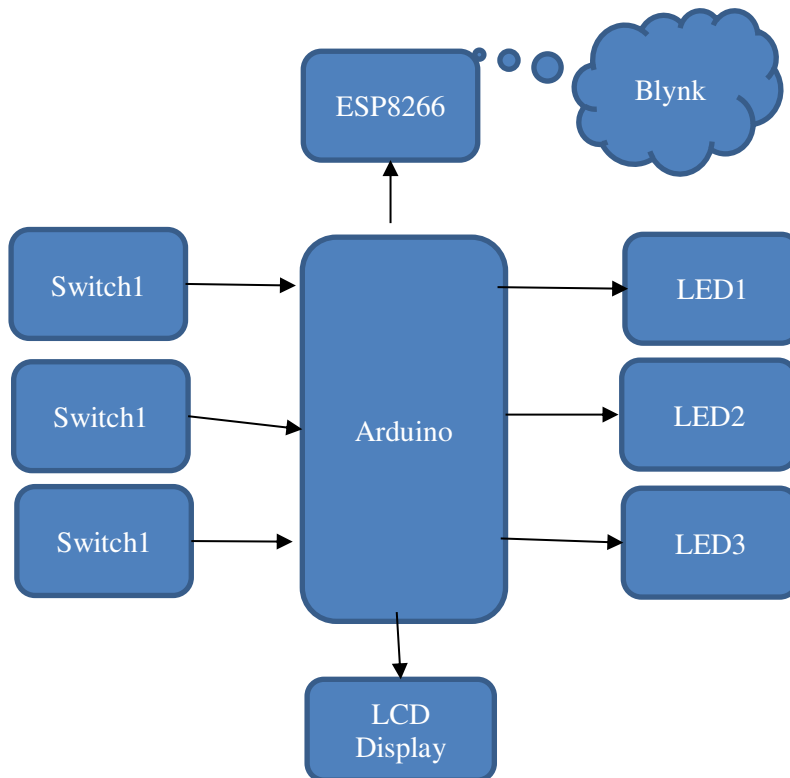 ESP8266
Blynk
Switch1
LED1
Switch1
Arduino
LED2
Switch1
LED3
LCD
Display